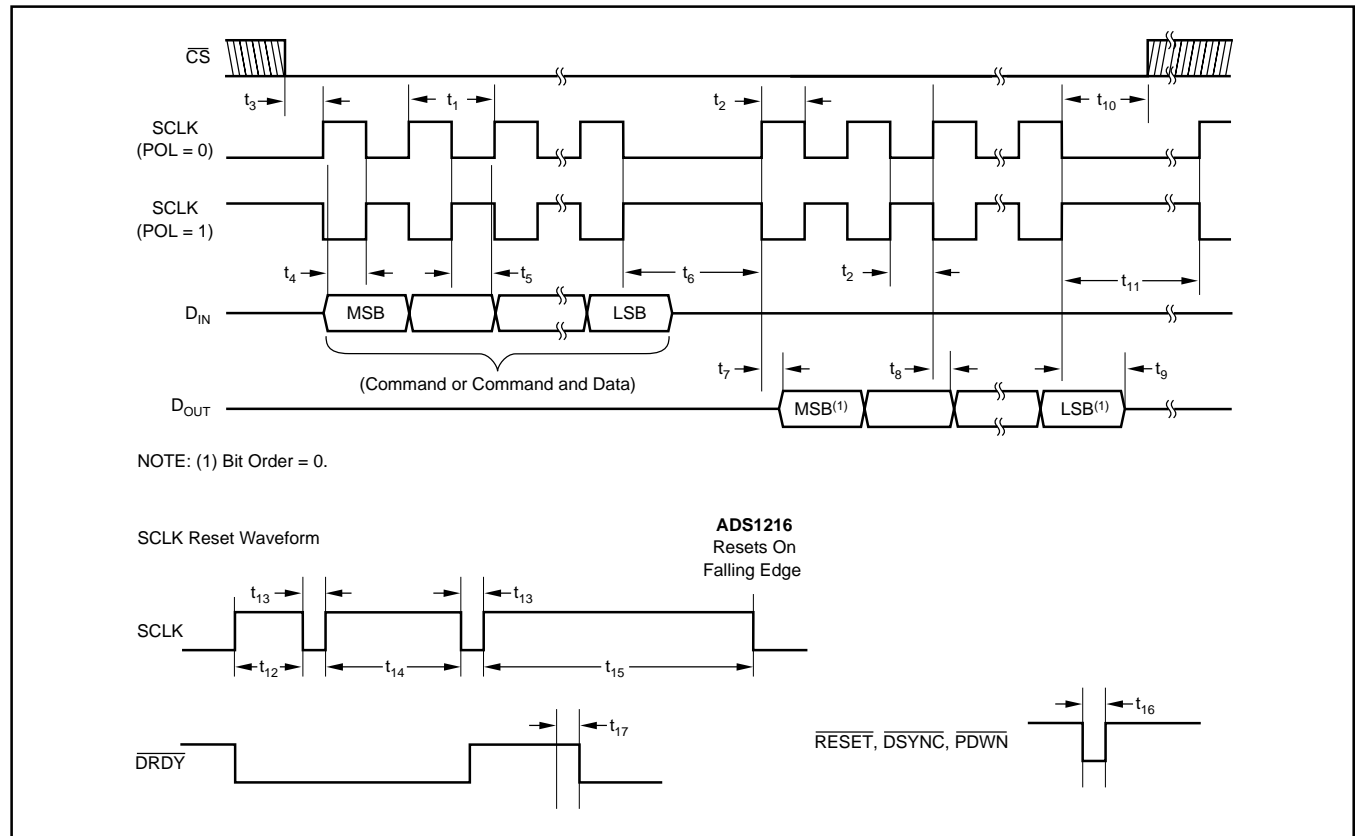 CS
t3
t1
t2
t10
SCLK
(POL = 0)
SCLK
(POL = 1)
t4
t5
t6
t2
t11
DIN
MSB
LSB
(Command or Command and Data)
t7
t8
t9
DOUT
MSB(1)
LSB(1)
NOTE: (1) Bit Order = 0.
SCLK Reset Waveform
ADS1216
Resets On
Falling Edge
t13
t13
SCLK
t12
t14
t15
t16
t17
DRDY
RESET, DSYNC, PDWN